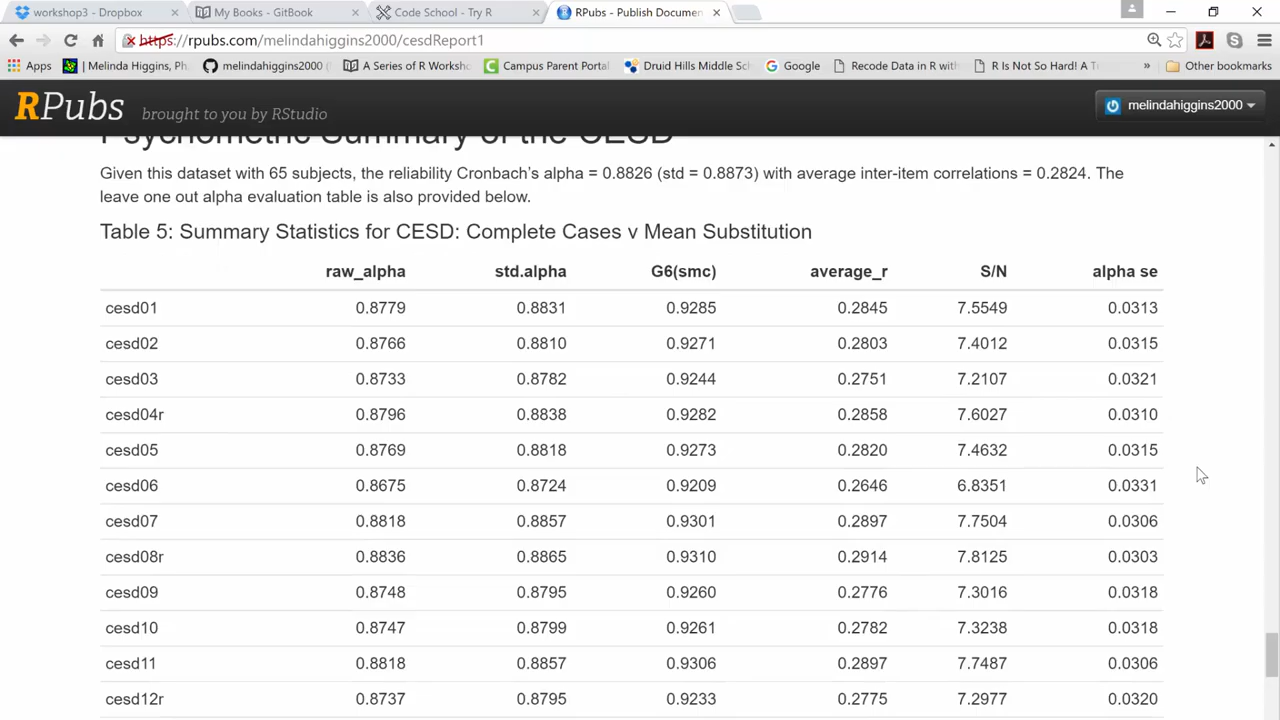 workshop3 - Dropbox
My Books - GitBook
Code School - Try R
RPubs - Publish Documen
https://rpubs.com/melindahiggins2000/cesdReport1
Apps
| Melinda Higgins, Ph
melindahiggins2000 (
A Series of R Worksho
Campus Parent Portal
Druid Hills Middle Sc
Google
Recode Data in R with
R Is Not So Hard! A T
» Other bookmarks
RPubs brought to you by RStudio
melindahiggins2000
Psychometric Summary of the CESD
Given this dataset with 65 subjects, the reliability Cronbach's alpha = 0.8826 (std = 0.8873) with average inter-item correlations = 0.2824. The
leave one out alpha evaluation table is also provided below.
Table 5: Summary Statistics for CESD: Complete Cases v Mean Substitution
raw_alpha std.alpha G6(smc) average_r S/N alpha se
cesd01 0.8779 0.8831 0.9285 0.2845 7.5549 0.0313
cesd02 0.8766 0.8810 0.9271 0.2803 7.4012 0.0315
cesd03 0.8733 0.8782 0.9244 0.2751 7.2107 0.0321
cesd04r 0.8796 0.8838 0.9282 0.2858 7.6027 0.0310
cesd05 0.8769 0.8818 0.9273 0.2820 7.4632 0.0315
cesd06 0.8675 0.8724 0.9209 0.2646 6.8351 0.0331
cesd07 0.8818 0.8857 0.9301 0.2897 7.7504 0.0306
cesd08r 0.8836 0.8865 0.9310 0.2914 7.8125 0.0303
cesd09 0.8748 0.8795 0.9260 0.2776 7.3016 0.0318
cesd10 0.8747 0.8799 0.9261 0.2782 7.3238 0.0318
cesd11 0.8818 0.8857 0.9306 0.2897 7.7487 0.0306
cesd12r 0.8737 0.8795 0.9233 0.2775 7.2977 0.0320